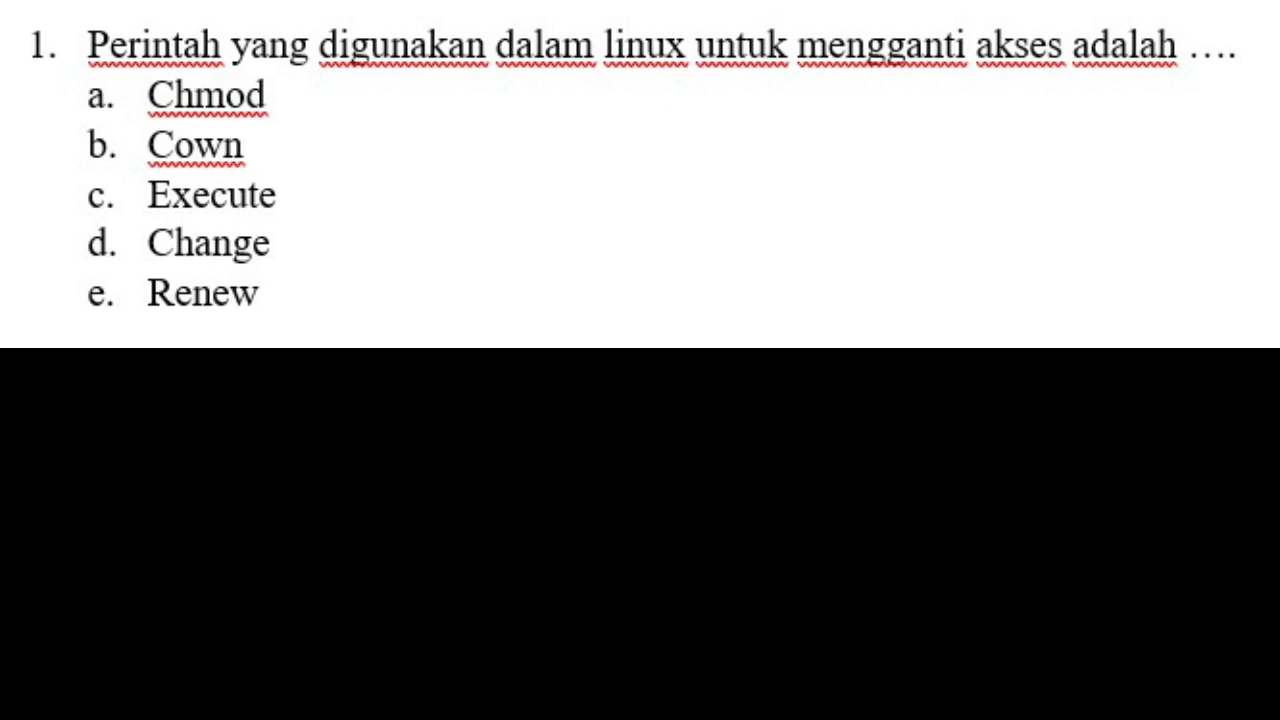 1. Perintah yang digunakan dalam linux untuk mengganti akses adalah ....
a. Chmod
b. Cown
c. Execute
d. Change
e. Renew